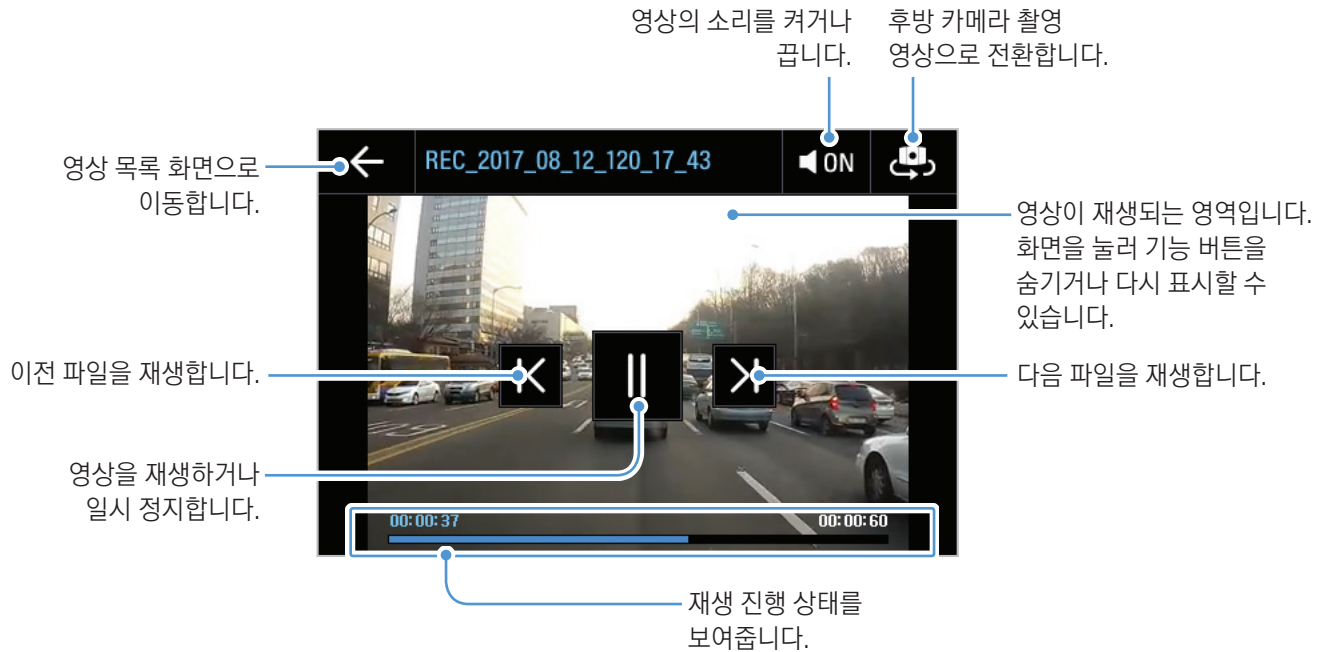 영상의 소리를 켜거나
끕니다.
후방 카메라 촬영
영상으로 전환합니다.
영상 목록 화면으로
이동합니다.
REC_2017_08_12_120_17_43
ON
영상이 재생되는 영역입니다.
화면을 눌러 기능 버튼을
숨기거나 다시 표시할 수
있습니다.
이전 파일을 재생합니다.
다음 파일을 재생합니다.
영상을 재생하거나
일시 정지합니다.
00:00:37
00:00:60
재생 진행 상태를
보여줍니다.